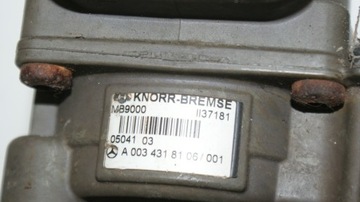 KNORR-BREMSE
MB9000 II37181
05041 03
A 003 431 81 06 / 001